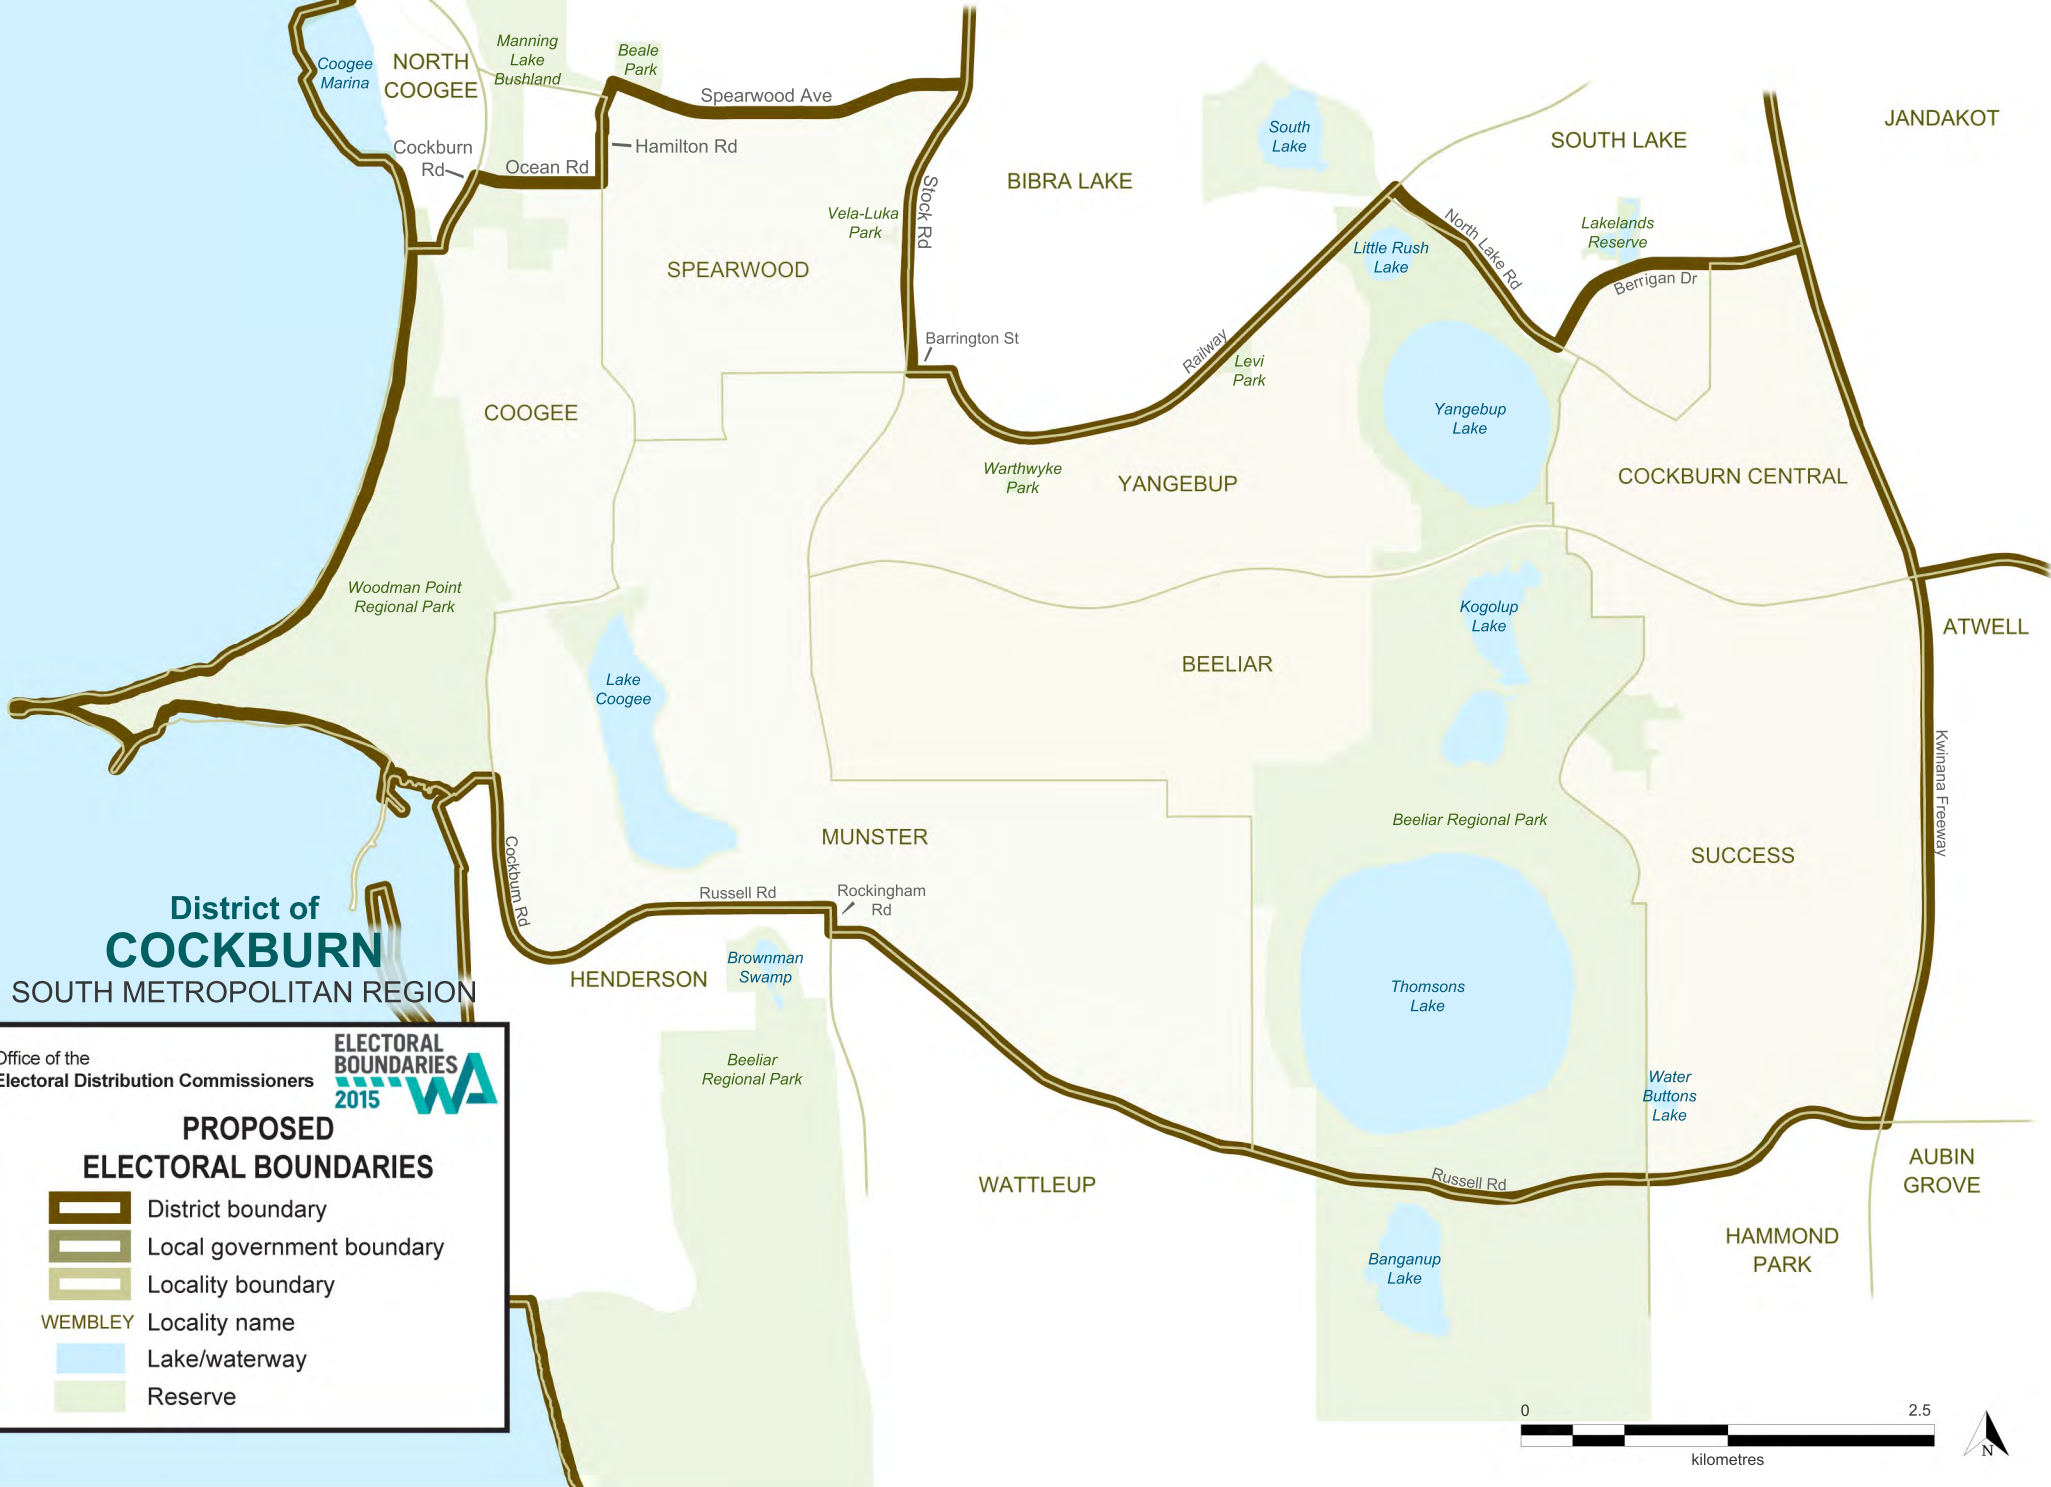 Manning
Lake
Bushland
Beale
Park
Coogee
Marina
NORTH
COOGEE
Spearwood Ave
JANDAKOT
South
Lake
SOUTH LAKE
Cockburn
Rd
Ocean Rd
Hamilton Rd
BIBRA LAKE
Stock Rd
Vela-Luka
Park
North Lake Rd
Lakelands
Reserve
Little Rush
Lake
SPEARWOOD
Berrigan Dr
Barrington St
Railway
Levi
Park
COOGEE
Yangebup
Lake
Warthwyke
Park
YANGEBUP
COCKBURN CENTRAL
Woodman Point
Regional Park
Kogolup
Lake
ATWELL
BEELIAR
Lake
Coogee
Kwinana Freeway
Beeliar Regional Park
MUNSTER
SUCCESS
Cockburn Rd
Russell Rd
Rockingham
Rd
District of
COCKBURN
SOUTH METROPOLITAN REGION
HENDERSON
Brownman
Swamp
Thomsons
Lake
Office of the
Electoral Distribution Commissioners
ELECTORAL
BOUNDARIES
2015 WA
Beeliar
Regional Park
Water
Buttons
Lake
PROPOSED
ELECTORAL BOUNDARIES
WATTLEUP
Russell Rd
AUBIN
GROVE
District boundary
Local government boundary
Locality boundary
WEMBLEY Locality name
Lake/waterway
Reserve
HAMMOND
PARK
Banganup
Lake
0 2.5
kilometres
N